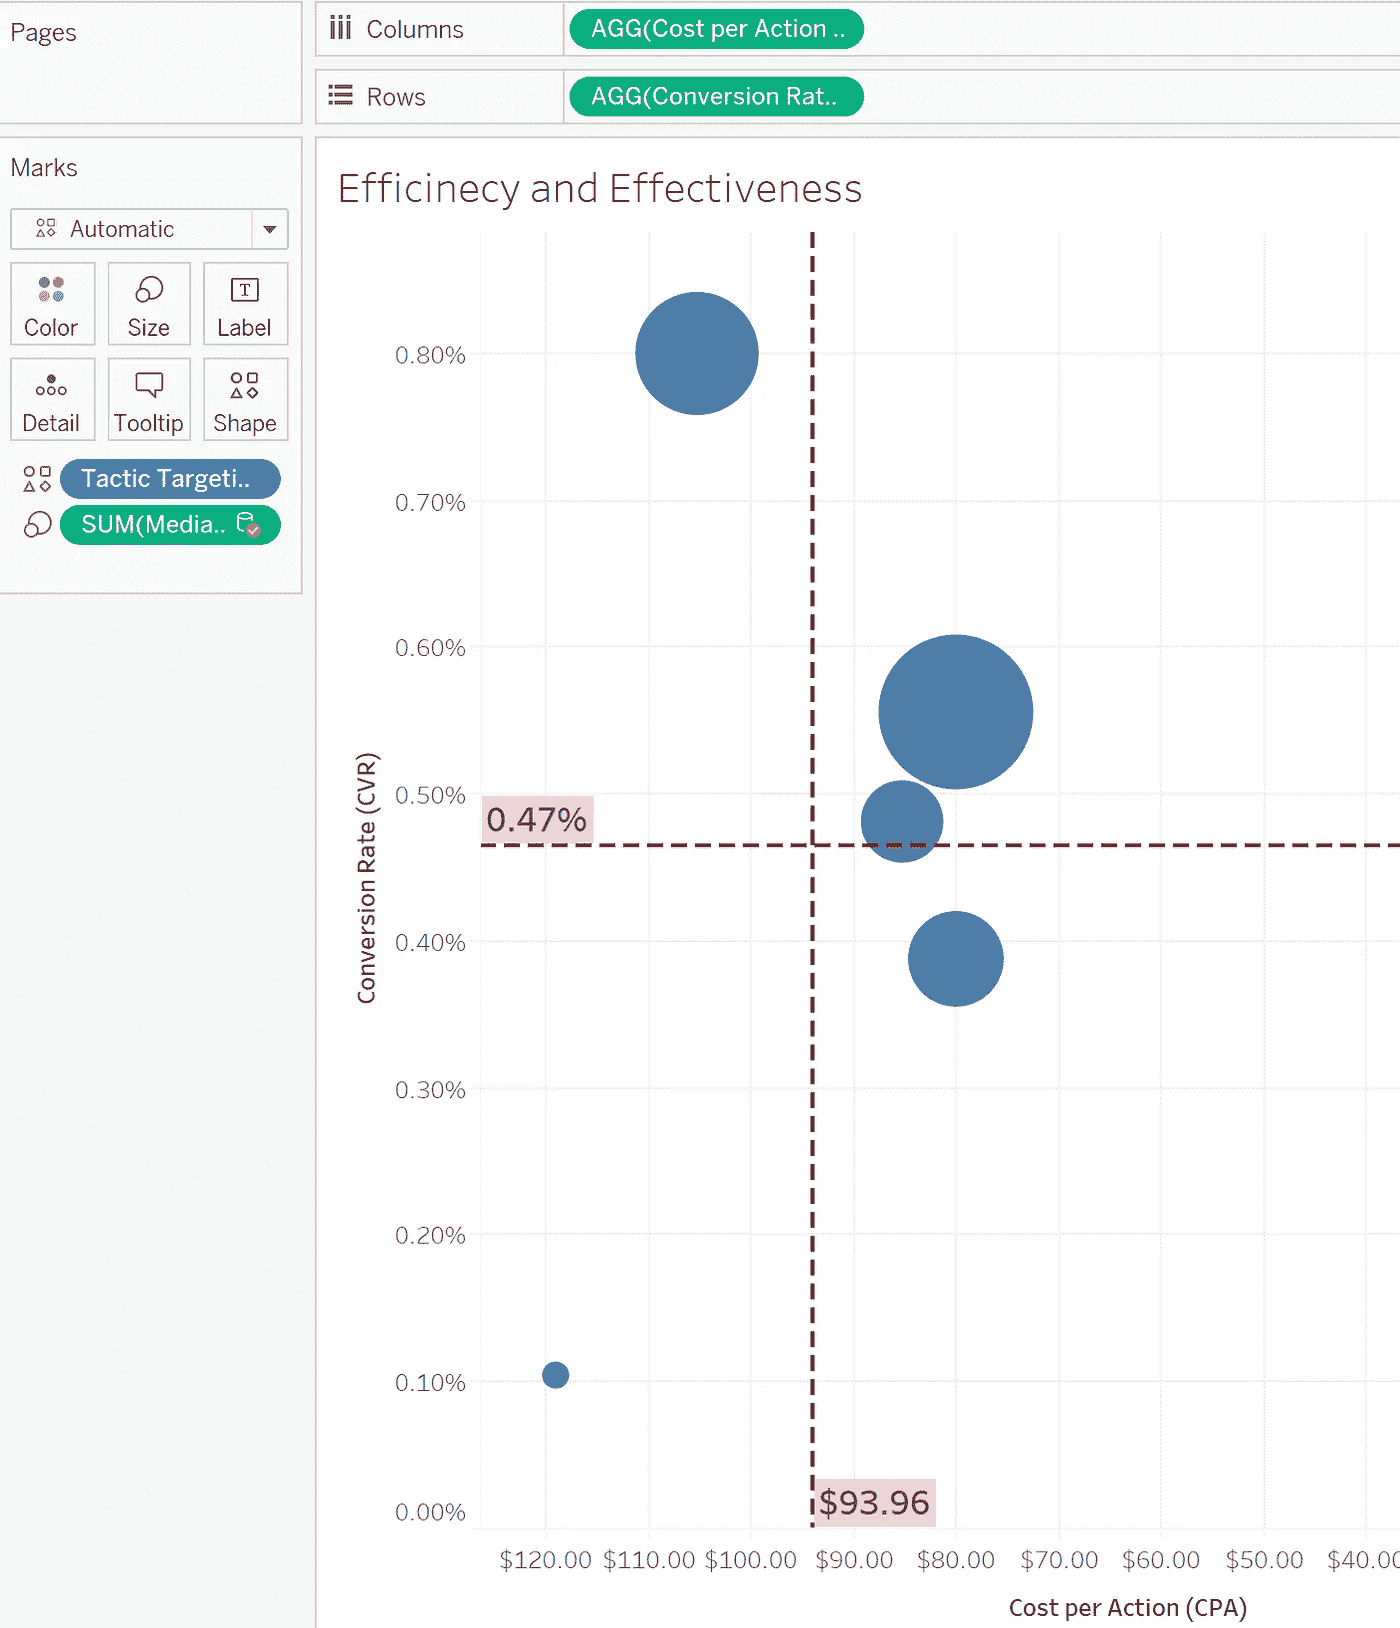 Pages
Columns
AGG(Cost per Action ..
Rows
AGG(Conversion Rat..
Marks
Automatic
Color
Size
Label
Detail
Tooltip
Shape
Tactic Targeti..
SUM(Media..
Efficinecy and Effectiveness
Conversion Rate (CVR)
0.80%
0.70%
0.60%
0.50%
0.47%
0.40%
0.30%
0.20%
0.10%
0.00%
$93.96
$120.00 $110.00 $100.00 $90.00 $80.00 $70.00 $60.00 $50.00 $40.00
Cost per Action (CPA)